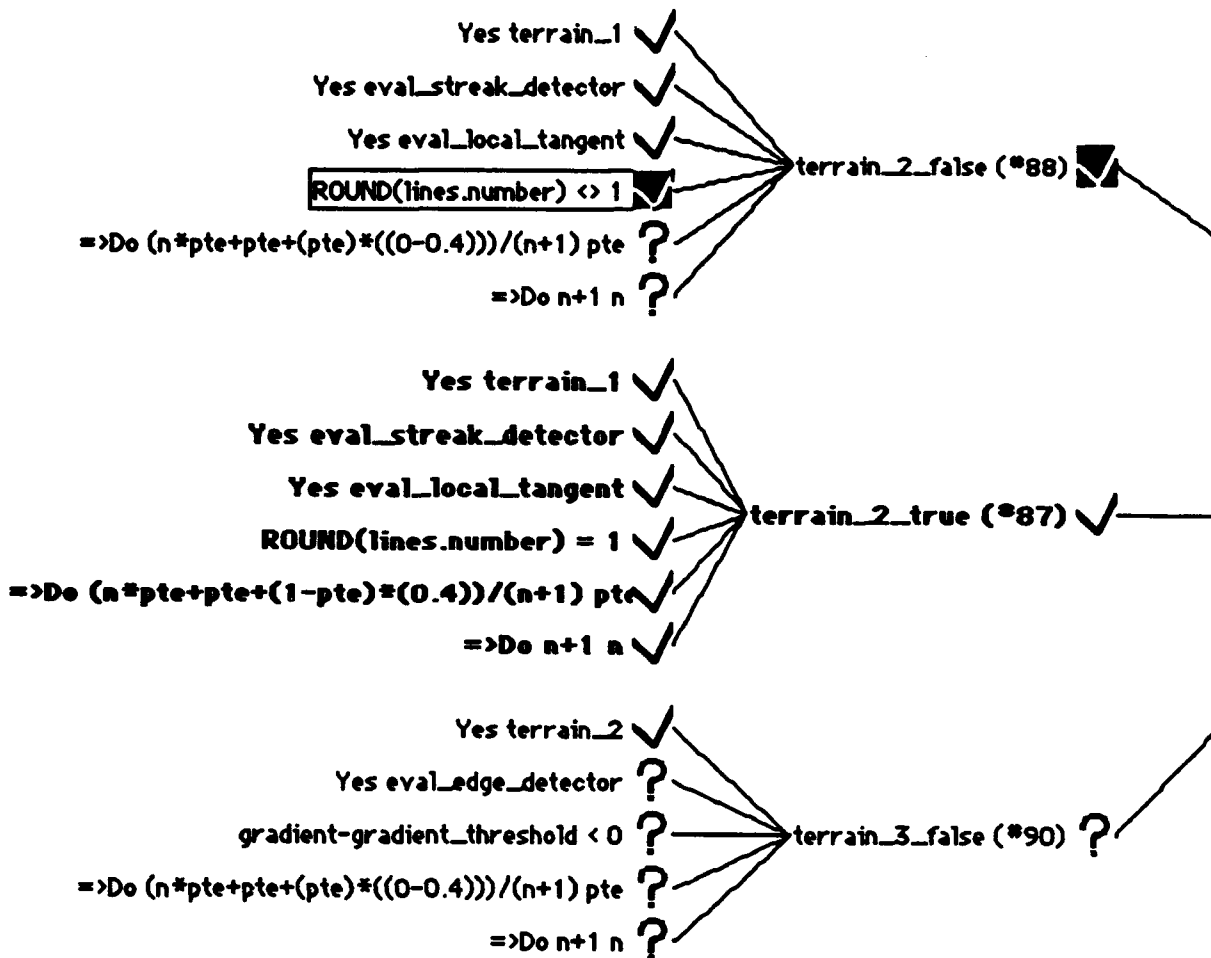 Yes terrain_1
Yes eval_streak_detector
Yes eval_local_tangent
ROUND(lines.number) <> 1
=>Do (n*pte+pte+(pte)*((0-0.4)))/(n+1) pte ?
=>Do n+1 n ?
terrain_2_false (*88)
Yes terrain_1
Yes eval_streak_detector
Yes eval_local_tangent
ROUND(lines.number) = 1
=>Do (n*pte+pte+(1-pte)*(0.4))/(n+1) pte
=>Do n+1 n
terrain_2_true (*87)
Yes terrain_2
Yes eval_edge_detector ?
gradient-gradient_threshold < 0 ?
=>Do (n*pte+pte+(pte)*((0-0.4)))/(n+1) pte ?
=>Do n+1 n ?
terrain_3_false (*90) ?